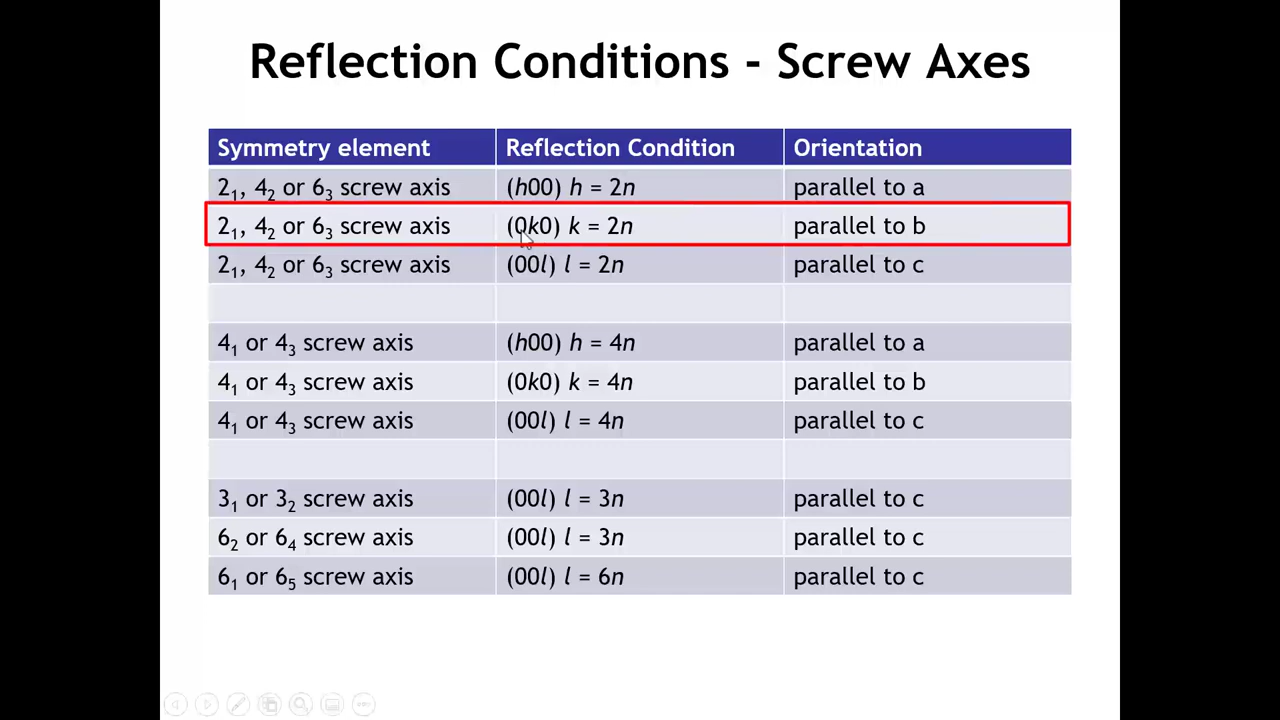 Reflection Conditions - Screw Axes
Symmetry element Reflection Condition Orientation
2₁, 4₂ or 6₃ screw axis (h00) h = 2n parallel to a
2₁, 4₂ or 6₃ screw axis (0k0) k = 2n parallel to b
2₁, 4₂ or 6₃ screw axis (00l) l = 2n parallel to c
4₁ or 4₃ screw axis (h00) h = 4n parallel to a
4₁ or 4₃ screw axis (0k0) k = 4n parallel to b
4₁ or 4₃ screw axis (00l) l = 4n parallel to c
3₁ or 3₂ screw axis (00l) l = 3n parallel to c
6₂ or 6₄ screw axis (00l) l = 3n parallel to c
6₁ or 6₅ screw axis (00l) l = 6n parallel to c